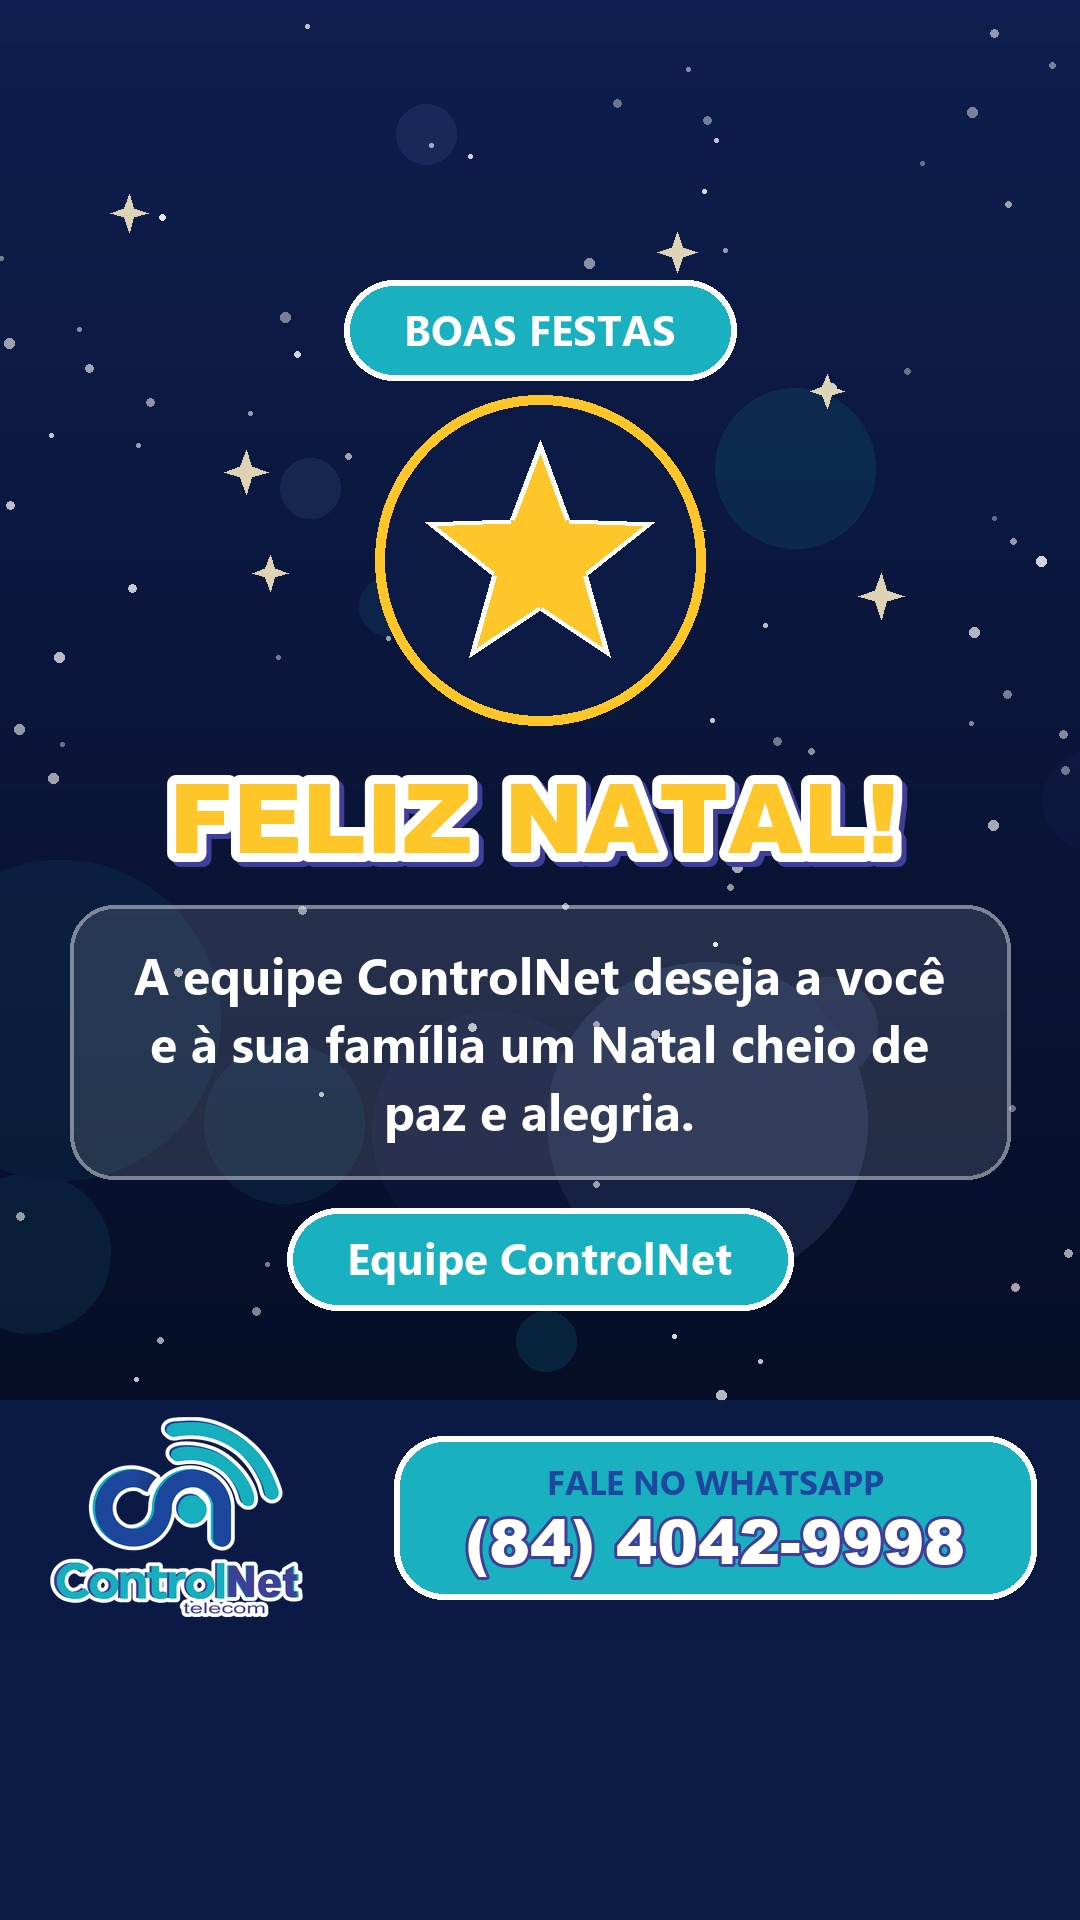 BOAS FESTAS
FELIZ NATAL!
A equipe ControlNet deseja a você
e à sua família um Natal cheio de
paz e alegria.
Equipe ControlNet
ControlNet
telecom
FALE NO WHATSAPP
(84) 4042-9998